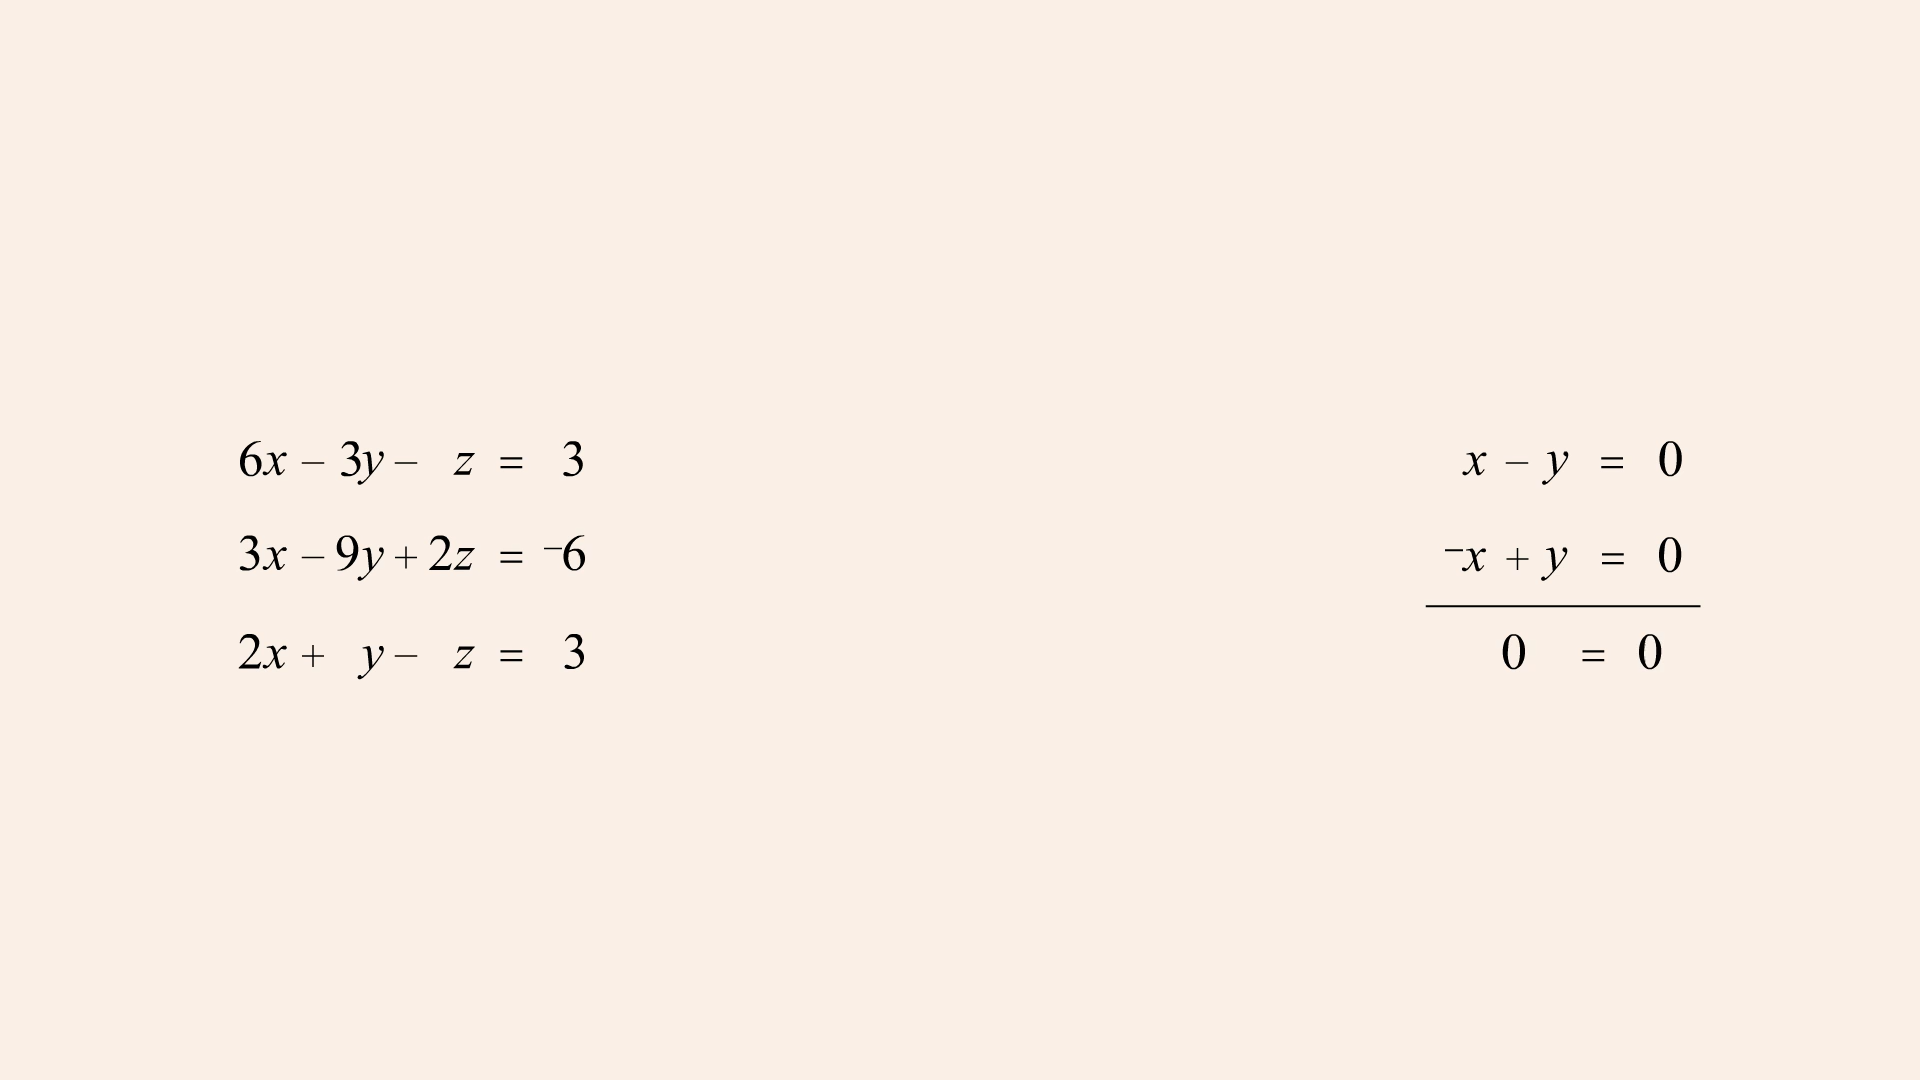 6x − 3y − z = 3
3x − 9y + 2z = ⁻6
2x + y − z = 3
x − y = 0
⁻x + y = 0
0 = 0